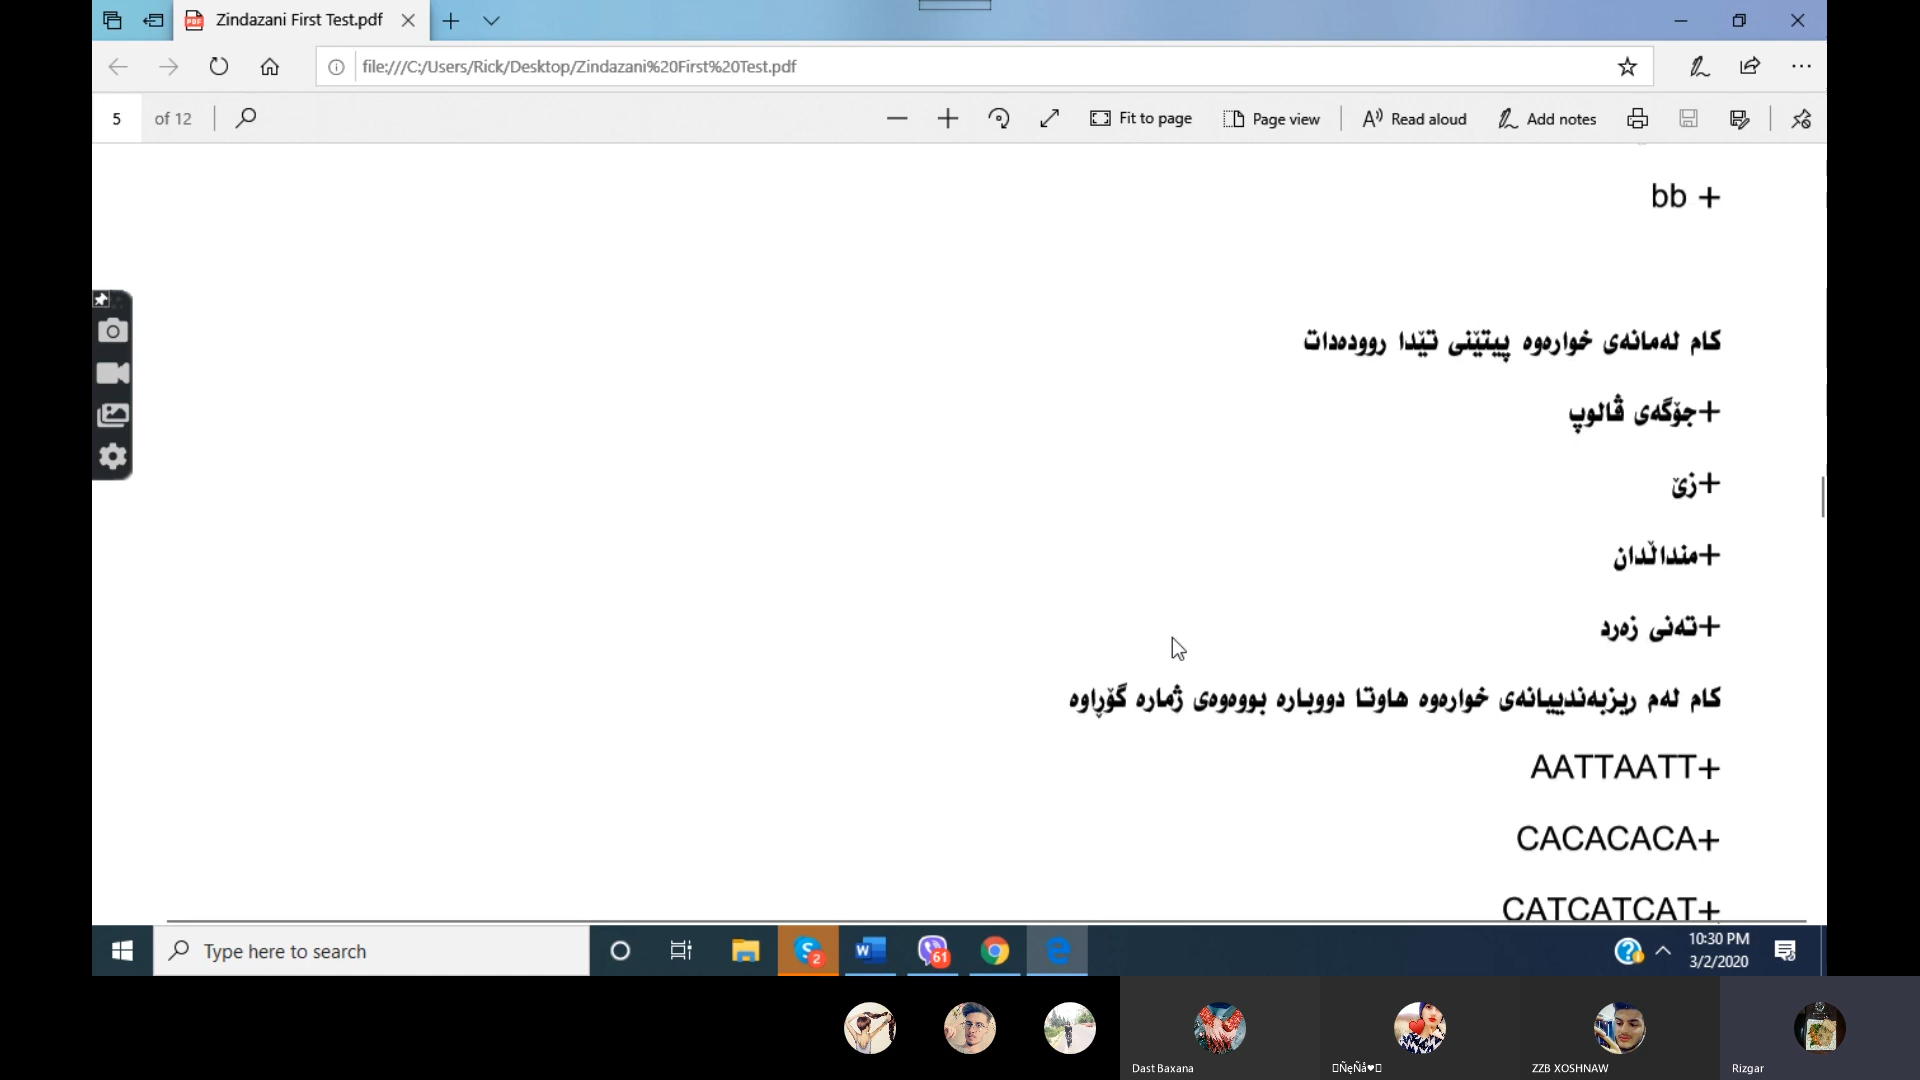 Zindazani First Test.pdf
file:///C:/Users/Rick/Desktop/Zindazani%20First%20Test.pdf
5 of 12
Fit to page
Page view
Read aloud
Add notes
bb +
کام لەمانەی خوارەوە پیتێنی تێدا روودەدات
+جۆگەی ڤالوپ
+زێ
+منداڵدان
+تەنی زەرد
کام لەم ریزبەندییانەی خوارەوە هاوتا دووبارە بووەوەی ژمارە گۆڕاوە
AATTAATT+
CACACACA+
CATCATCAT+
Type here to search
2
61
10:30 PM
3/2/2020
Dast Baxana
ÑęÑå♥
ZZB XOSHNAW
Rizgar